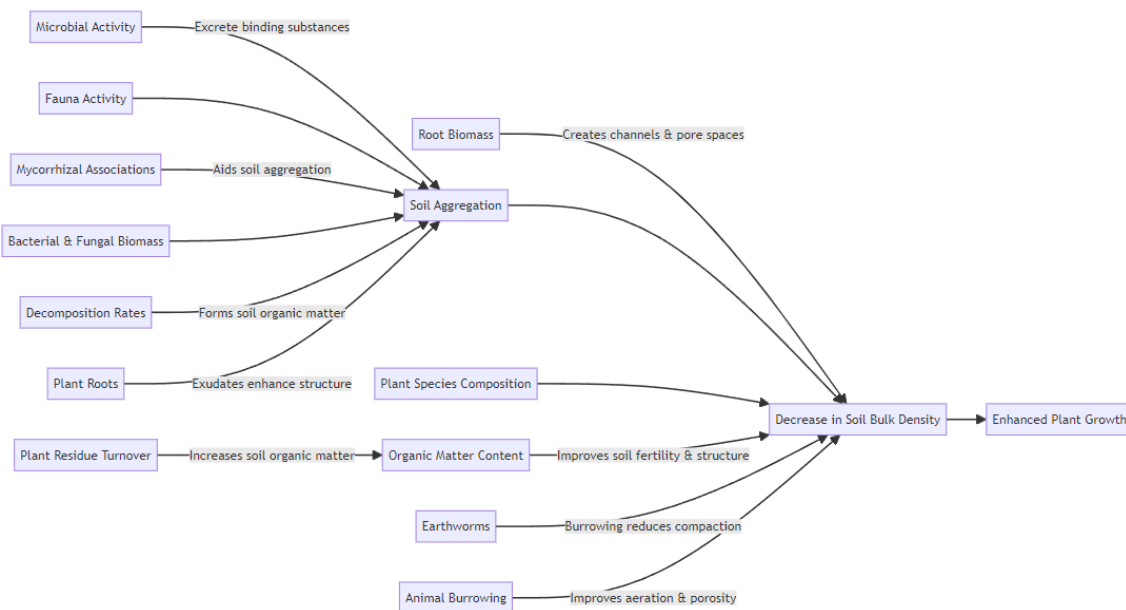 Microbial Activity
Excrete binding substances
Fauna Activity
Root Biomass
Creates channels & pore spaces
Mycorrhizal Associations
Aids soil aggregation
Soil Aggregation
Bacterial & Fungal Biomass
Decomposition Rates
Forms soil organic matter
Plant Roots
Exudates enhance structure
Plant Species Composition
Decrease in Soil Bulk Density
Enhanced Plant Growth
Plant Residue Turnover
Increases soil organic matter
Organic Matter Content
Improves soil fertility & structure
Earthworms
Burrowing reduces compaction
Animal Burrowing
Improves aeration & porosity